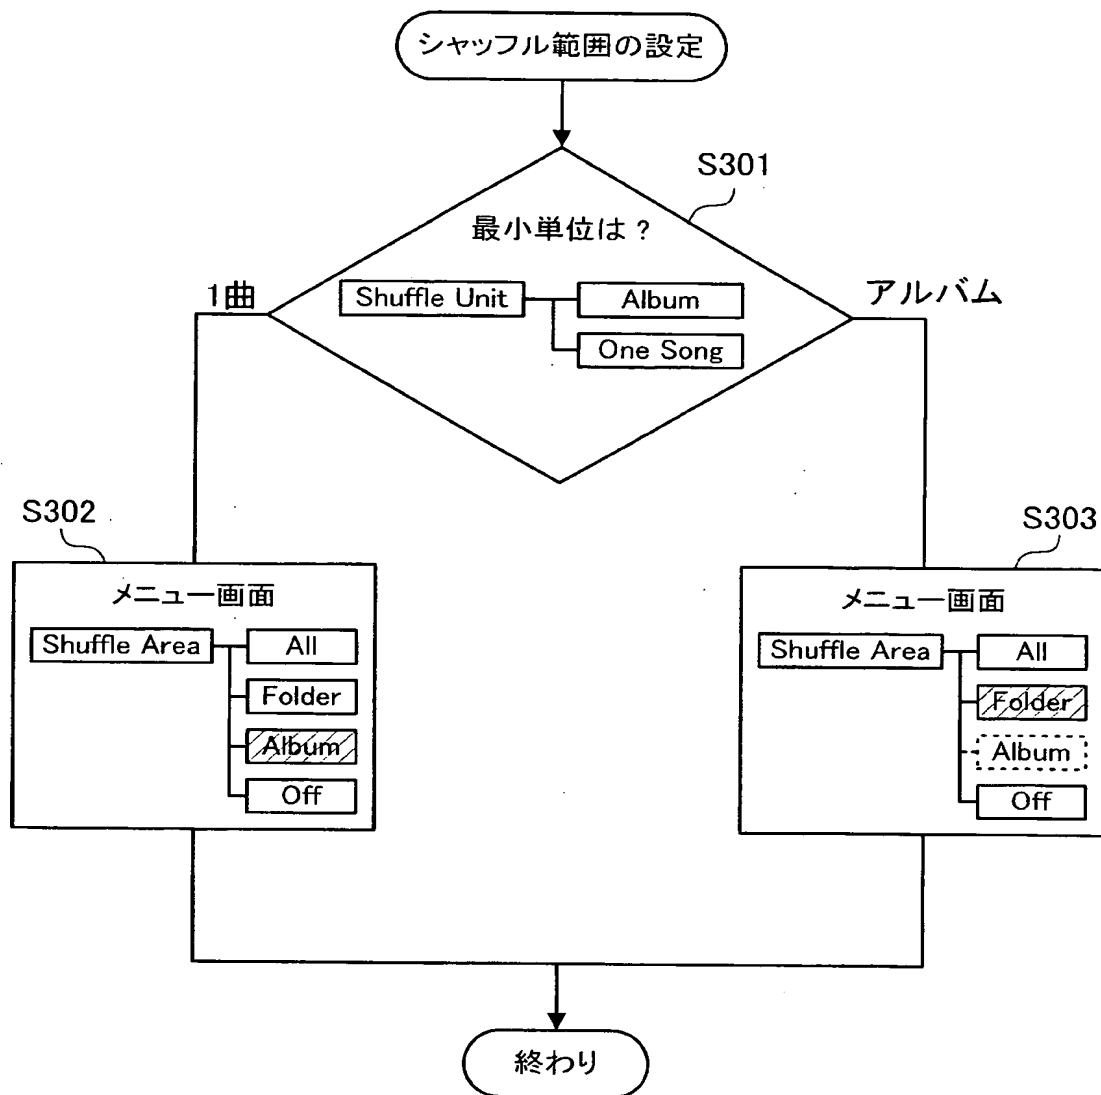 シャッフル範囲の設定
S301
最小単位は?
1曲
アルバム
Shuffle Unit
Album
One Song
S302
メニュー画面
Shuffle Area
All
Folder
Album
Off
S303
メニュー画面
Shuffle Area
All
Folder
Album
Off
終わり